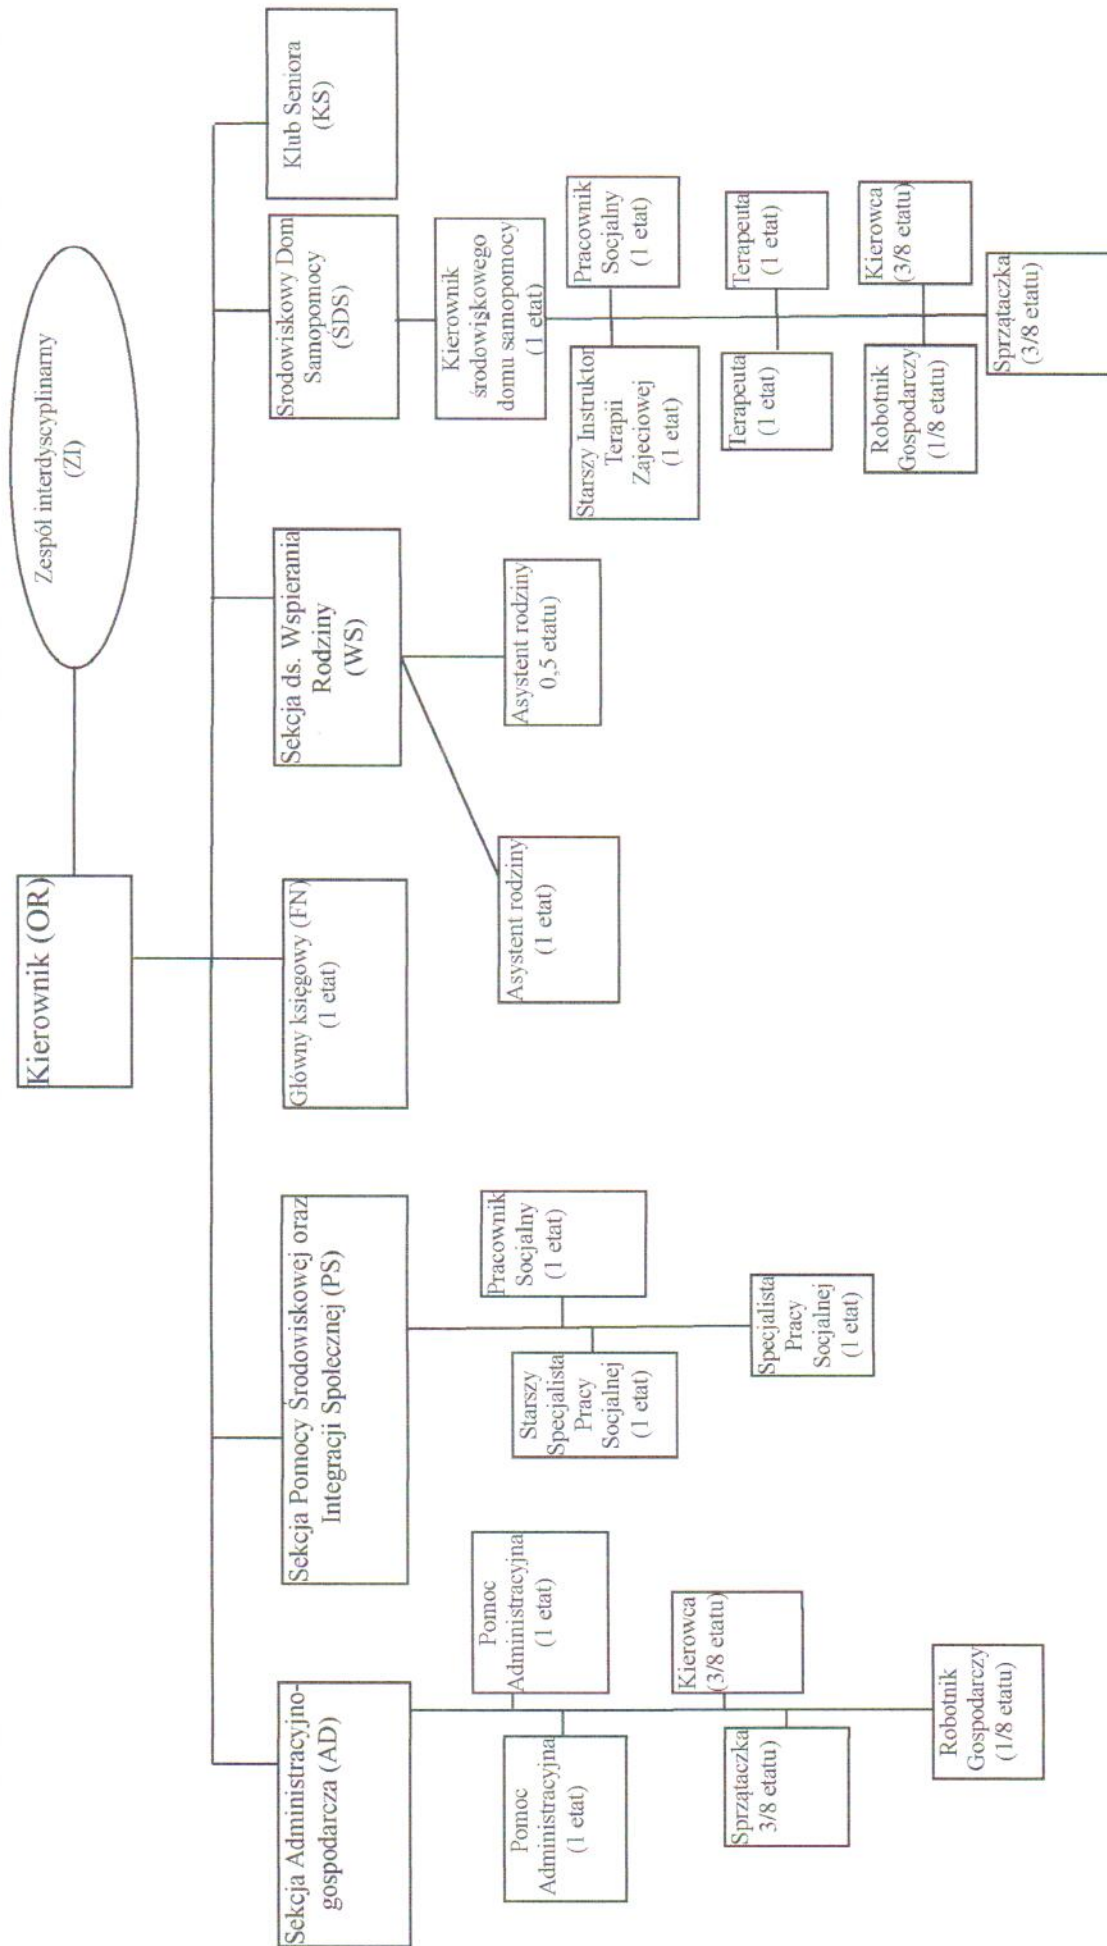 Zespół interdyscyplinarny
(ZI)
Kierownik (OR)
Sekcja Administracyjno-
gospodarcza (AD)
Pomoc
Administracyjna
(1 etat)
Pomoc
Administracyjna
(1 etat)
Kierowca
(3/8 etatu)
Sprzątaczka
3/8 etatu)
Robotnik
Gospodarczy
(1/8 etatu)
Sekcja Pomocy Środowiskowej oraz
Integracji Społecznej (PS)
Pracownik
Socjalny
(1 etat)
Starszy
Specjalista
Pracy
Socjalnej
(1 etat)
Specjalista
Pracy
Socjalnej
(1 etat)
Główny księgowy (FN)
(1 etat)
Sekcja ds. Wspierania
Rodziny
(WS)
Asystent rodziny
(1 etat)
Asystent rodziny
0,5 etatu)
Środowiskowy Dom
Samopomocy
(ŚDS)
Kierownik
środowiskowego
domu samopomocy
(1 etat)
Starszy Instruktor
Terapii
Zajeciowej
(1 etat)
Pracownik
Socjalny
(1 etat)
Terapeuta
(1 etat)
Terapeuta
(1 etat)
Robotnik
Gospodarczy
(1/8 etatu)
Kierowca
(3/8 etatu)
Sprzątaczka
(3/8 etatu)
Klub Seniora
(KS)